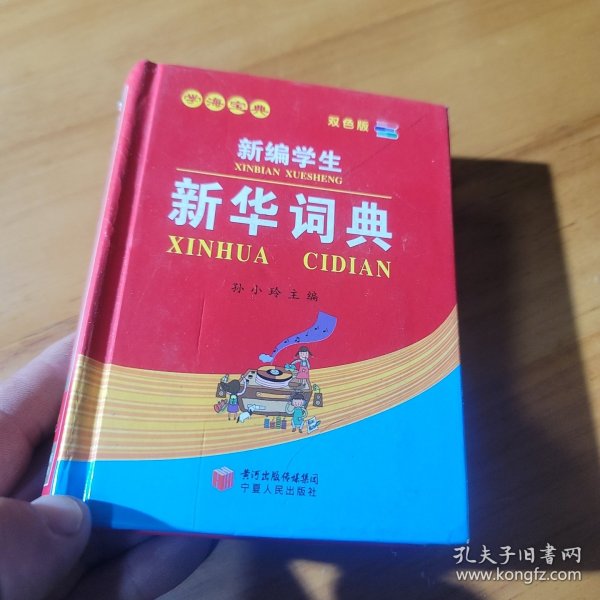 学海宝典
双色版
新编学生
XINBIAN XUESHENG
新华词典
XINHUA CIDIAN
孙小玲 主编
黄河出版传媒集团
宁夏人民出版社
孔夫子旧书网
www.kongfz.com